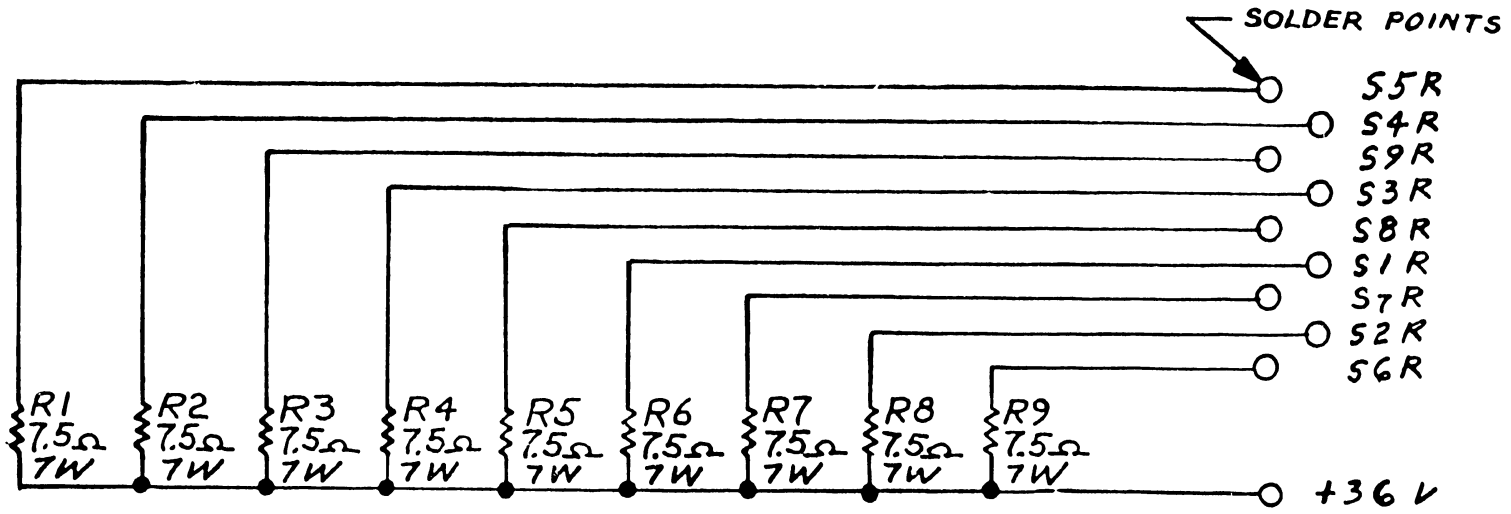 SOLDER POINTS
S5R
S4R
S9R
S3R
S8R
S1R
S7R
S2R
S6R
R1
7.5Ω
7W
R2
7.5Ω
7W
R3
7.5Ω
7W
R4
7.5Ω
7W
R5
7.5Ω
7W
R6
7.5Ω
7W
R7
7.5Ω
7W
R8
7.5Ω
7W
R9
7.5Ω
7W
+36V